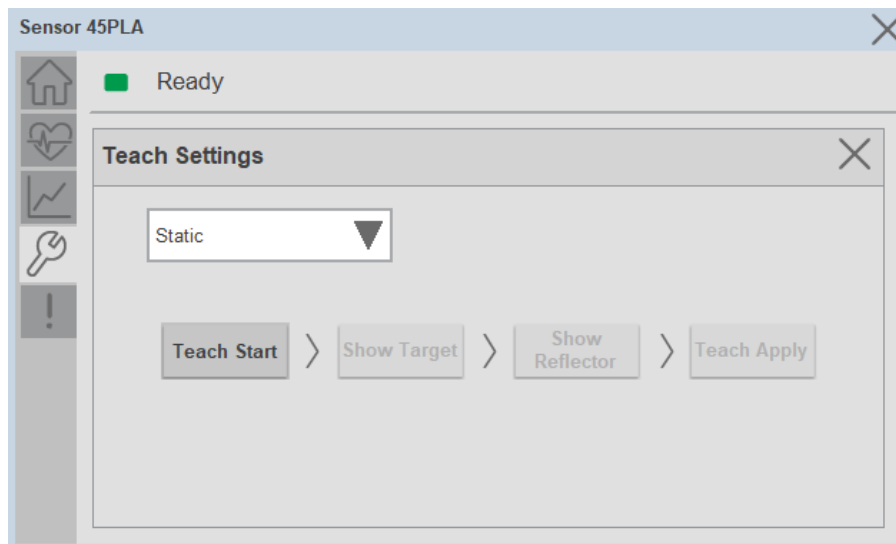 Sensor 45PLA
Ready
Teach Settings
Static
Teach Start
Show Target
Show
Reflector
Teach Apply